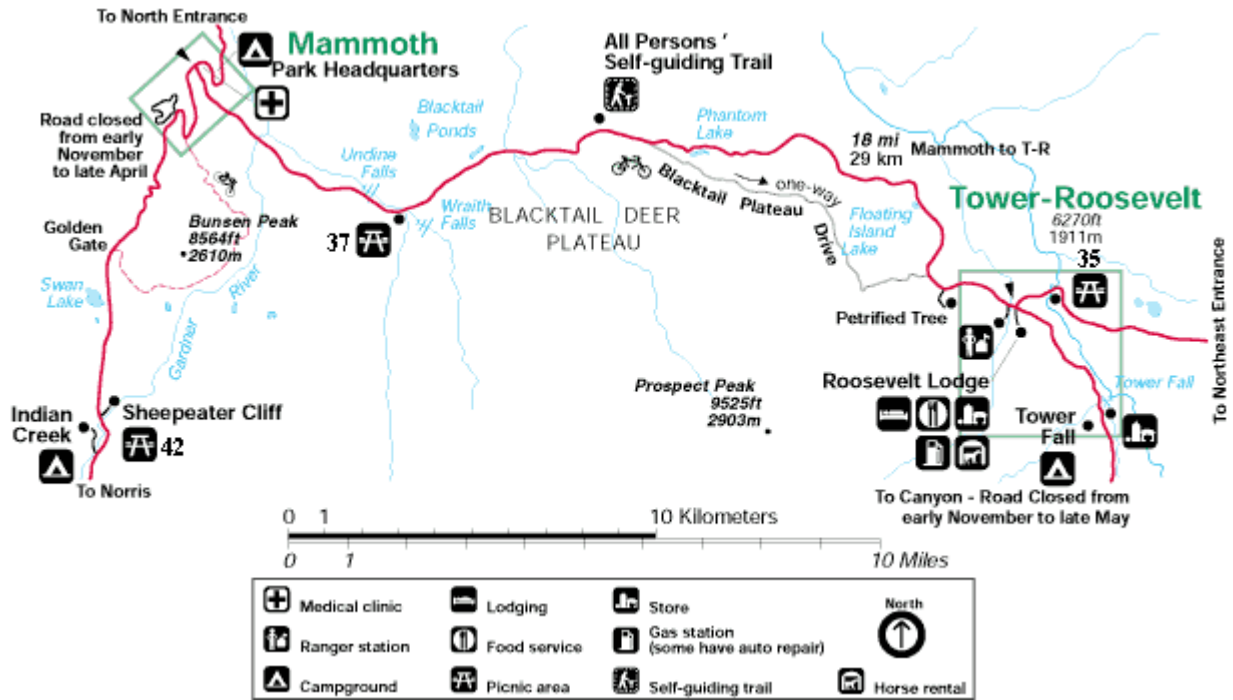 To North Entrance
Mammoth
Park Headquarters
All Persons '
Self-guiding Trail
Road closed
from early
November
to late April
Blacktail
Ponds
Phantom
Lake
18 mi
29 km
Mammoth to T-R
Undine
Falls
Wraith
Falls
one-way
Blacktail Plateau
Drive
Tower-Roosevelt
6270ft
1911m
35
Golden
Gate
Bunsen Peak
8564ft
2610m
37
BLACKTAIL DEER
PLATEAU
Floating
Island
Lake
Swan
Lake
Gardner River
Petrified Tree
To Northeast Entrance
Prospect Peak
9525ft
2903m
Roosevelt Lodge
Tower Fall
Tower
Fall
Indian
Creek
Sheepeater Cliff
42
To Norris
To Canyon - Road Closed from
early November to late May
0 1 10 Kilometers
0 1 10 Miles
Medical clinic
Lodging
Store
North
Ranger station
Food service
Gas station
(some have auto repair)
Campground
Picnic area
Self-guiding trail
Horse rental